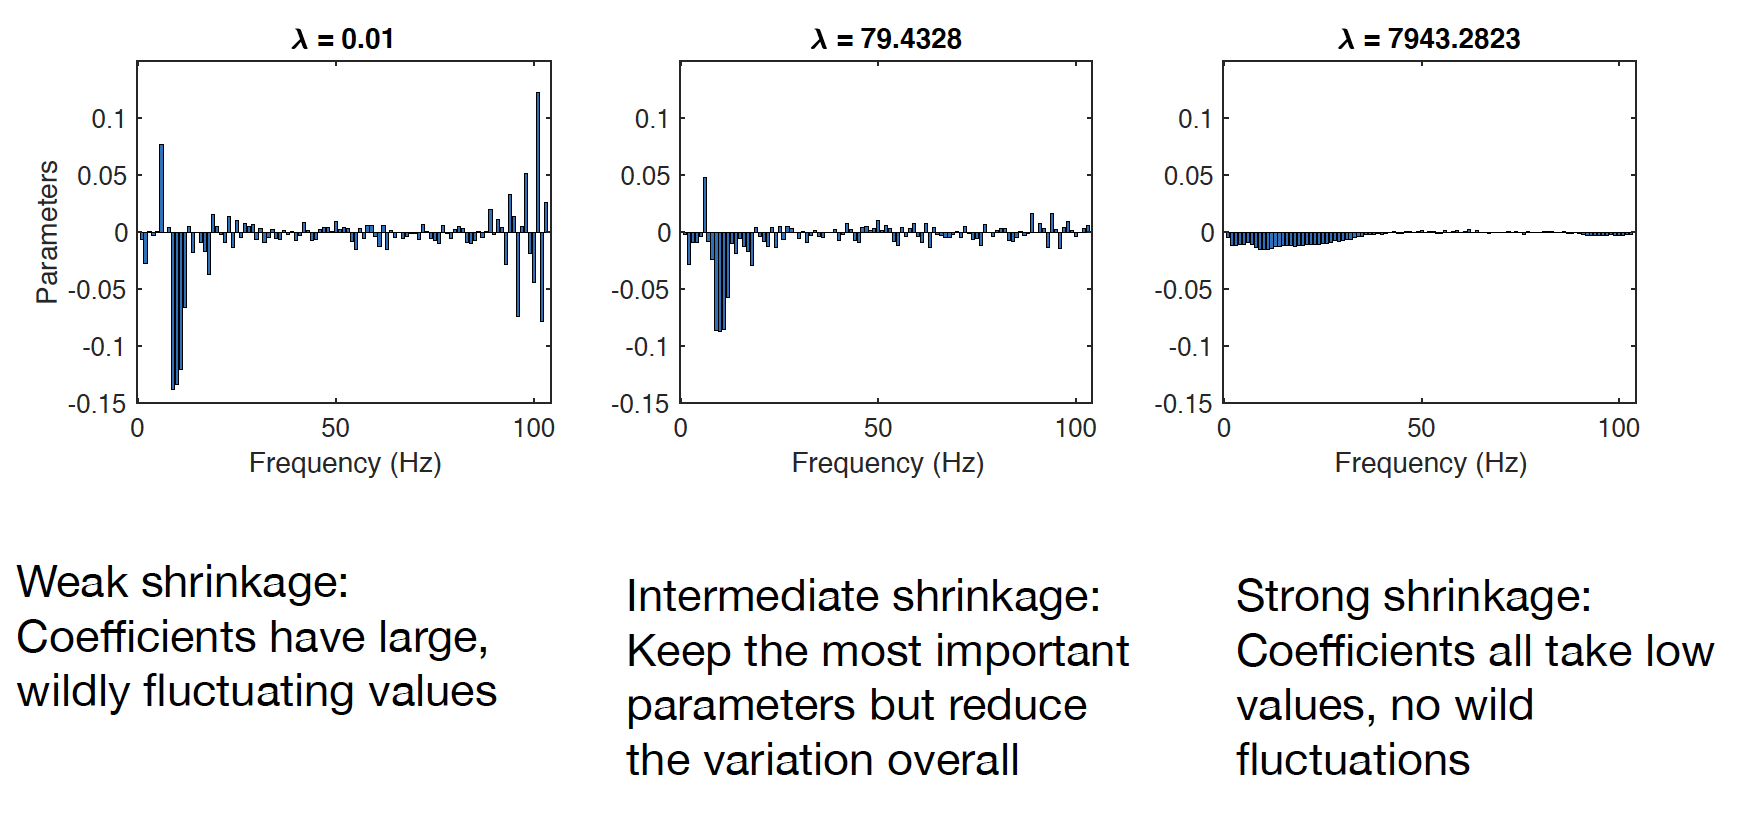 λ = 0.01
λ = 79.4328
λ = 7943.2823
Parameters
0.1
0.05
0
-0.05
-0.1
-0.15
0 50 100
Frequency (Hz)
0.1
0.05
0
-0.05
-0.1
-0.15
0 50 100
Frequency (Hz)
0.1
0.05
0
-0.05
-0.1
-0.15
0 50 100
Frequency (Hz)
Weak shrinkage:
Coefficients have large,
wildly fluctuating values
Intermediate shrinkage:
Keep the most important
parameters but reduce
the variation overall
Strong shrinkage:
Coefficients all take low
values, no wild
fluctuations